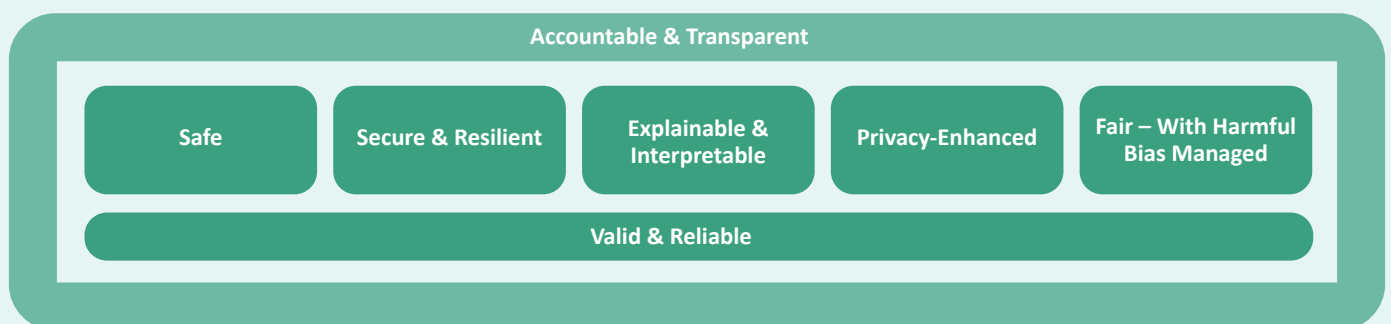 Accountable & Transparent
Safe
Secure & Resilient
Explainable &
Interpretable
Privacy-Enhanced
Fair – With Harmful
Bias Managed
Valid & Reliable